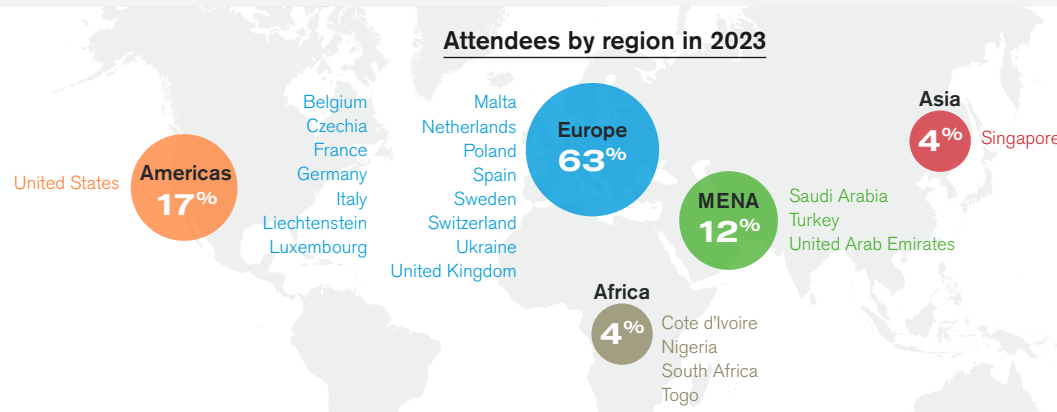 Attendees by region in 2023
United States
Americas
17%
Belgium
Czechia
France
Germany
Italy
Liechtenstein
Luxembourg
Malta
Netherlands
Poland
Spain
Sweden
Switzerland
Ukraine
United Kingdom
Europe
63%
MENA
12%
Saudi Arabia
Turkey
United Arab Emirates
Asia
4%
Singapore
Africa
4%
Cote d'Ivoire
Nigeria
South Africa
Togo